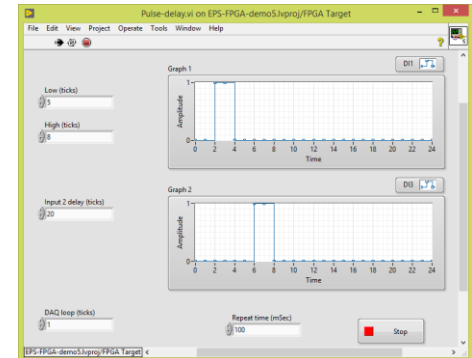 Pulse-delay.vi on EPS-FPGA-demo5.lvproj/FPGA Target
File Edit View Project Operate Tools Window Help
Graph 1
DI1
Low (ticks)
5
High (ticks)
8
Amplitude
1-
0-
0 2 4 6 8 10 12 14 16 18 20 22 24
Time
Graph 2
DI3
Input 2 delay (ticks)
20
Amplitude
1-
0-
0 2 4 6 8 10 12 14 16 18 20 22 24
Time
DAQ loop (ticks)
1
Repeat time (mSec)
100
Stop
EPS-FPGA-demo5.lvproj/FPGA Target